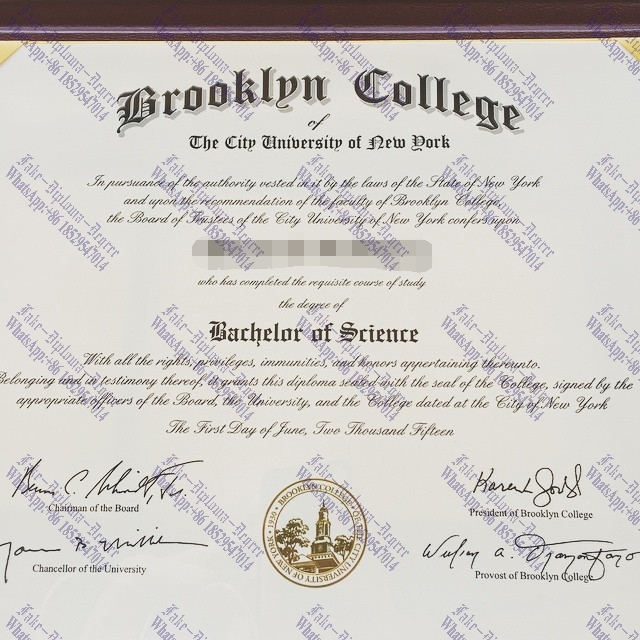 Brooklyn College
of
The City University of New York
In pursuance of the authority vested in it by the laws of the State of New York
and upon the recommendation of the faculty of Brooklyn College,
the Board of Trustees of the City University of New York confers upon
who has completed the requisite course of study
the degree of
Bachelor of Science
With all the rights, privileges, immunities, and honors appertaining thereunto.
Belonging and in testimony thereof, it grants this diploma sealed with the seal of the College, signed by the
appropriate officers of the Board, the University, and the College dated at the City of New York
The First Day of June, Two Thousand Fifteen
Chairman of the Board
President of Brooklyn College
Chancellor of the University
Provost of Brooklyn College
BROOKLYN COLLEGE OF THE CITY UNIVERSITY OF NEW YORK · 1930
Fake-Diploma-Degree
WhatsApp:+86 18529547014